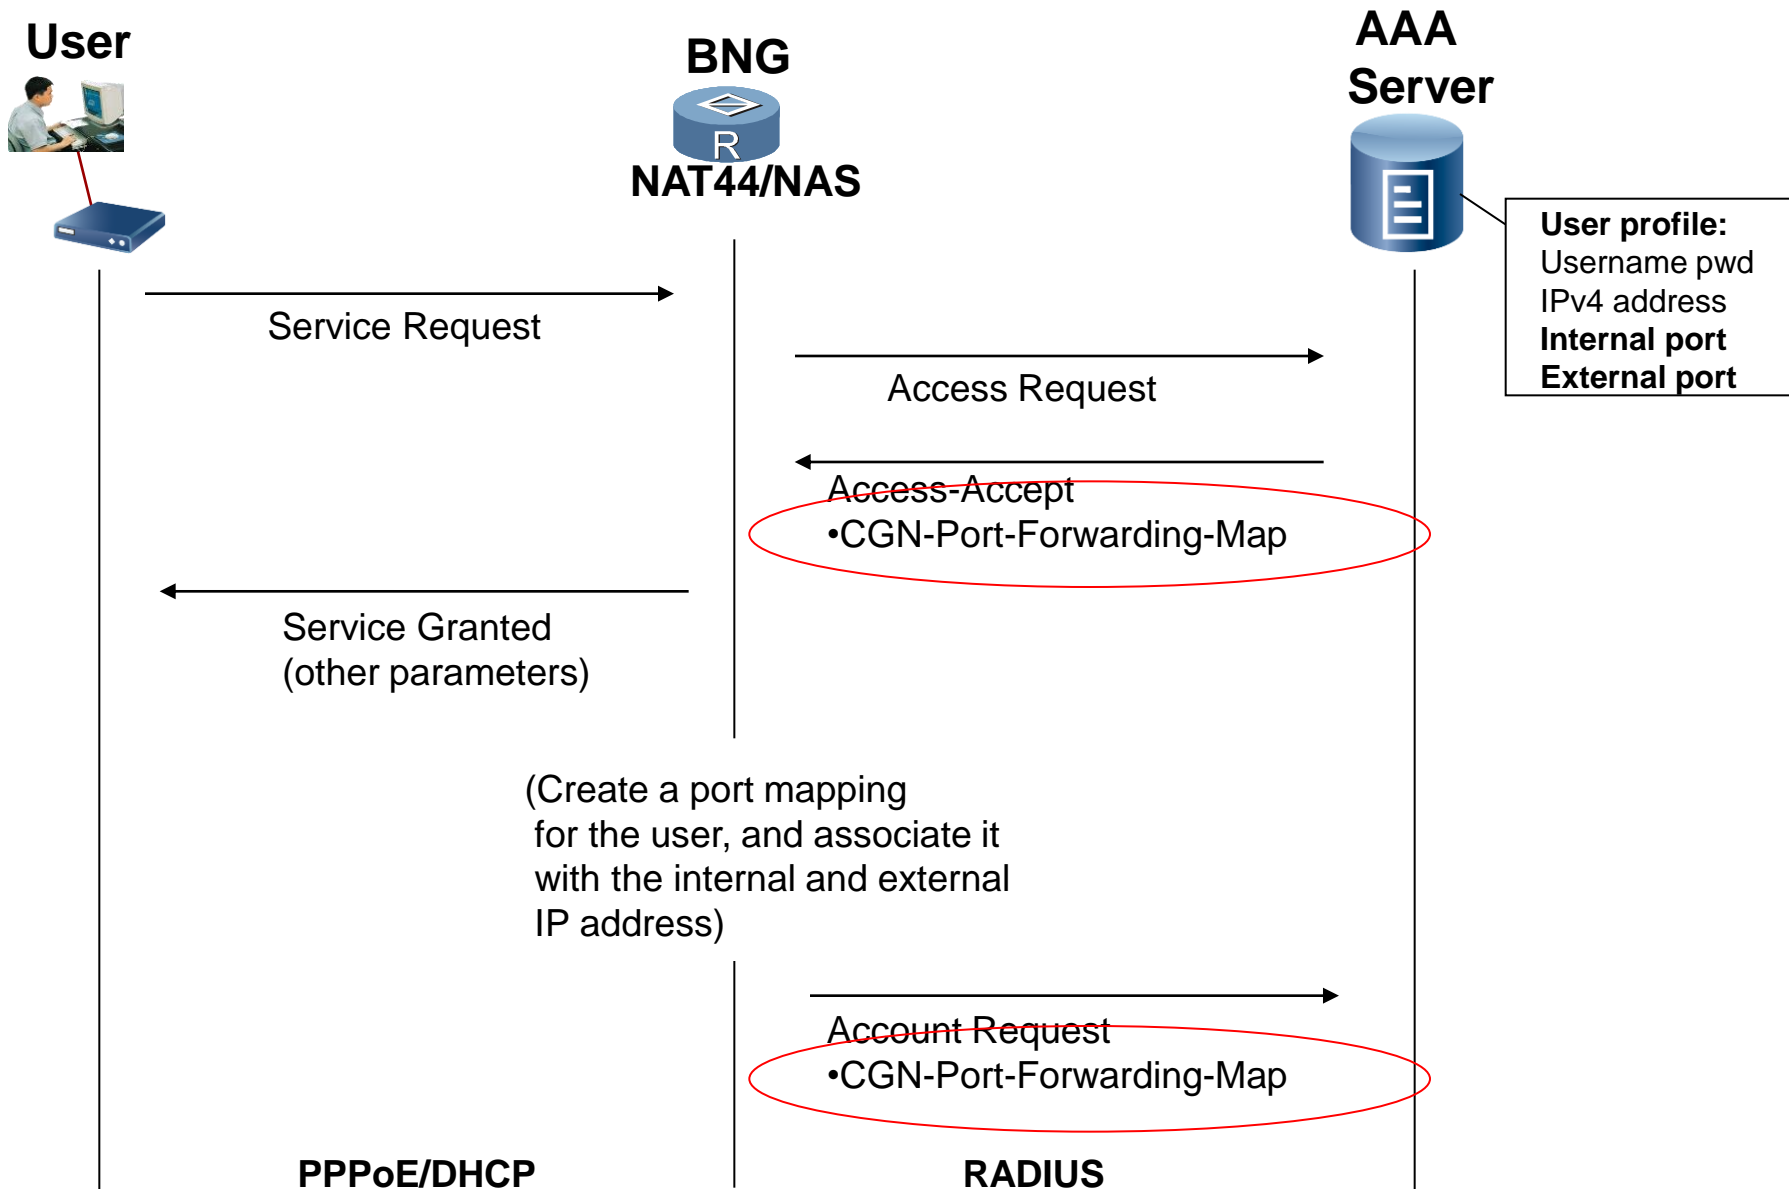 User
BNG
R
NAT44/NAS
AAA
Server
User profile:
Username pwd
IPv4 address
Internal port
External port
Service Request
Access Request
Access-Accept
•CGN-Port-Forwarding-Map
Service Granted
(other parameters)
(Create a port mapping
for the user, and associate it
with the internal and external
IP address)
Account Request
•CGN-Port-Forwarding-Map
PPPoE/DHCP
RADIUS